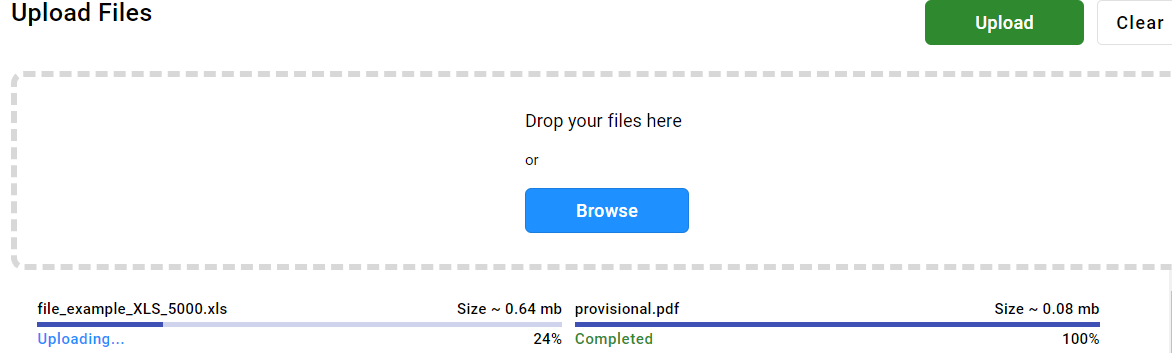 Upload Files
Upload
Clear
Drop your files here
or
Browse
file_example_XLS_5000.xls Size ~ 0.64 mb
Uploading... 24%
provisional.pdf Size ~ 0.08 mb
Completed 100%